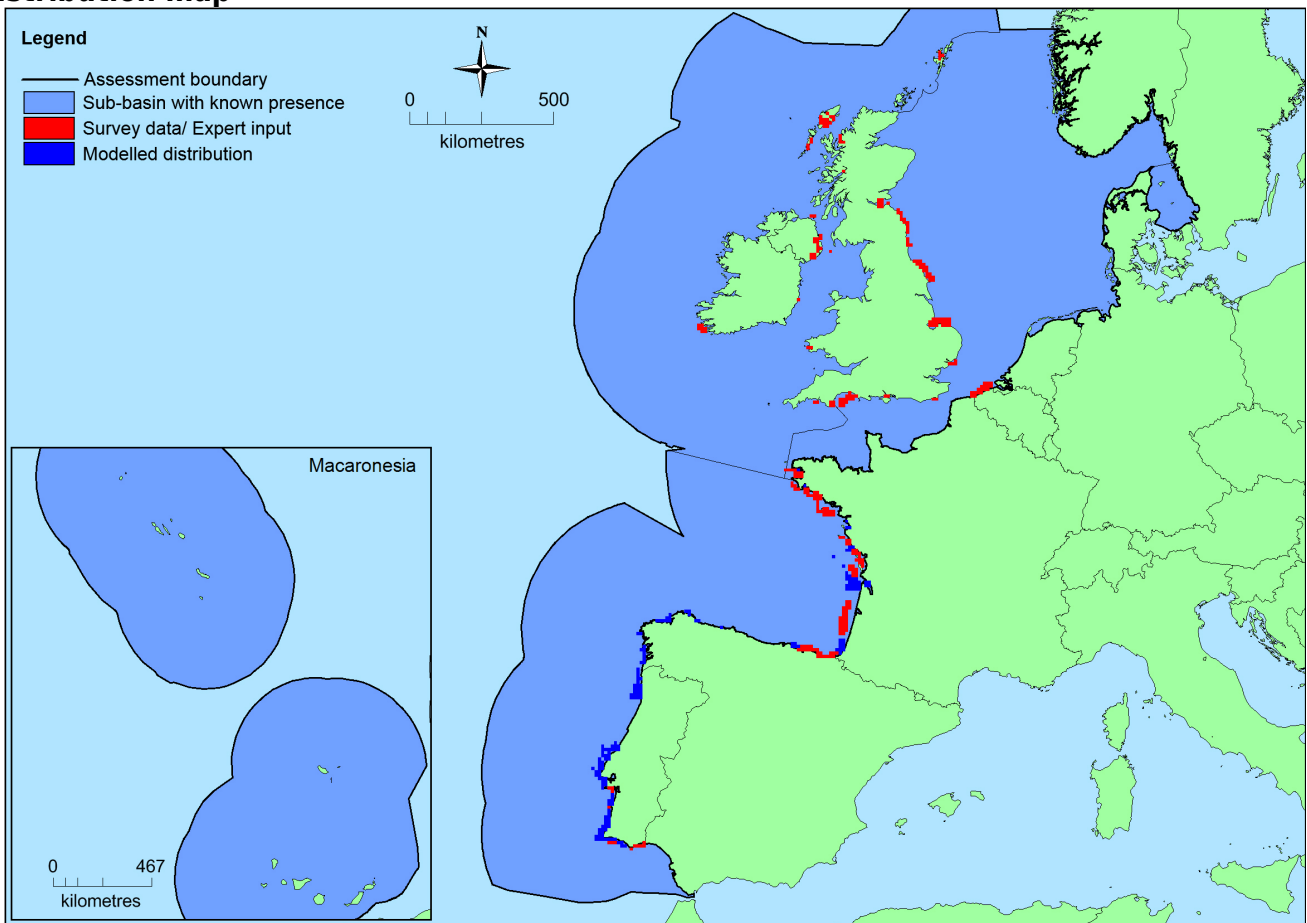 Legend
Assessment boundary
Sub-basin with known presence
Survey data/ Expert input
Modelled distribution
N
0 500
kilometres
Macaronesia
0 467
kilometres